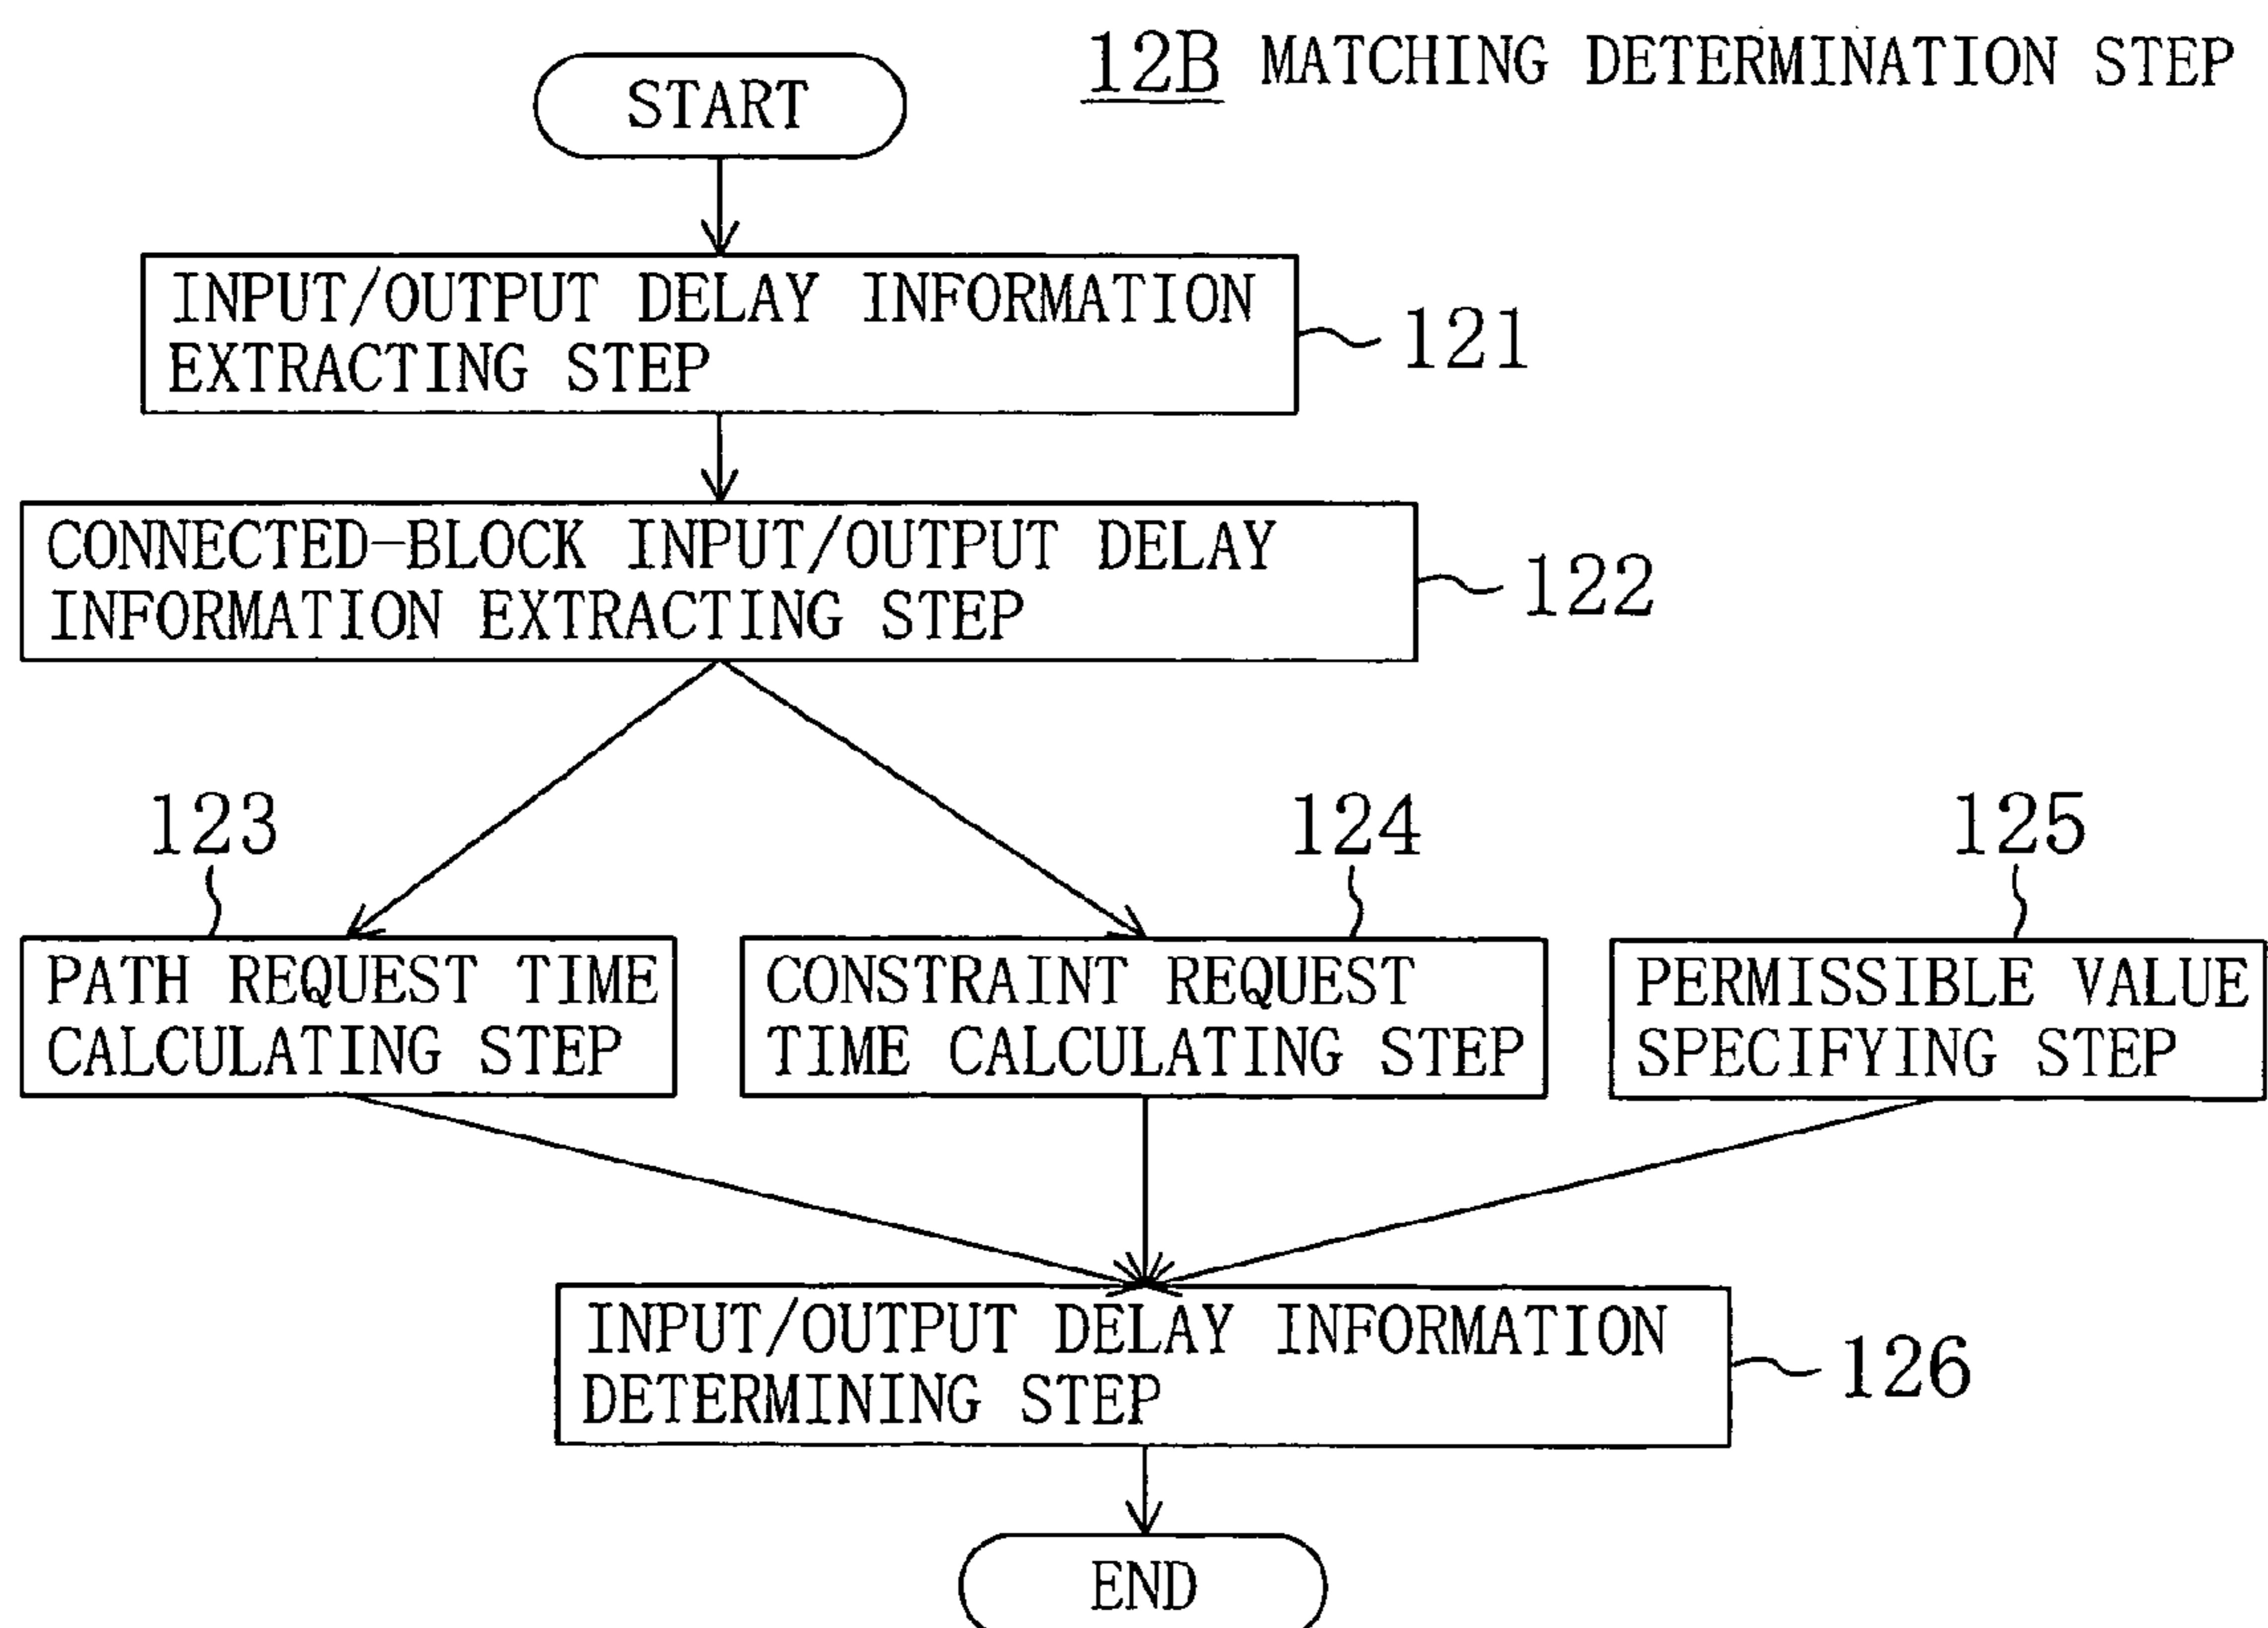 12B MATCHING DETERMINATION STEP
START
INPUT/OUTPUT DELAY INFORMATION
EXTRACTING STEP
121
CONNECTED-BLOCK INPUT/OUTPUT DELAY
INFORMATION EXTRACTING STEP
122
123
124
125
PATH REQUEST TIME
CALCULATING STEP
CONSTRAINT REQUEST
TIME CALCULATING STEP
PERMISSIBLE VALUE
SPECIFYING STEP
INPUT/OUTPUT DELAY INFORMATION
DETERMINING STEP
126
END